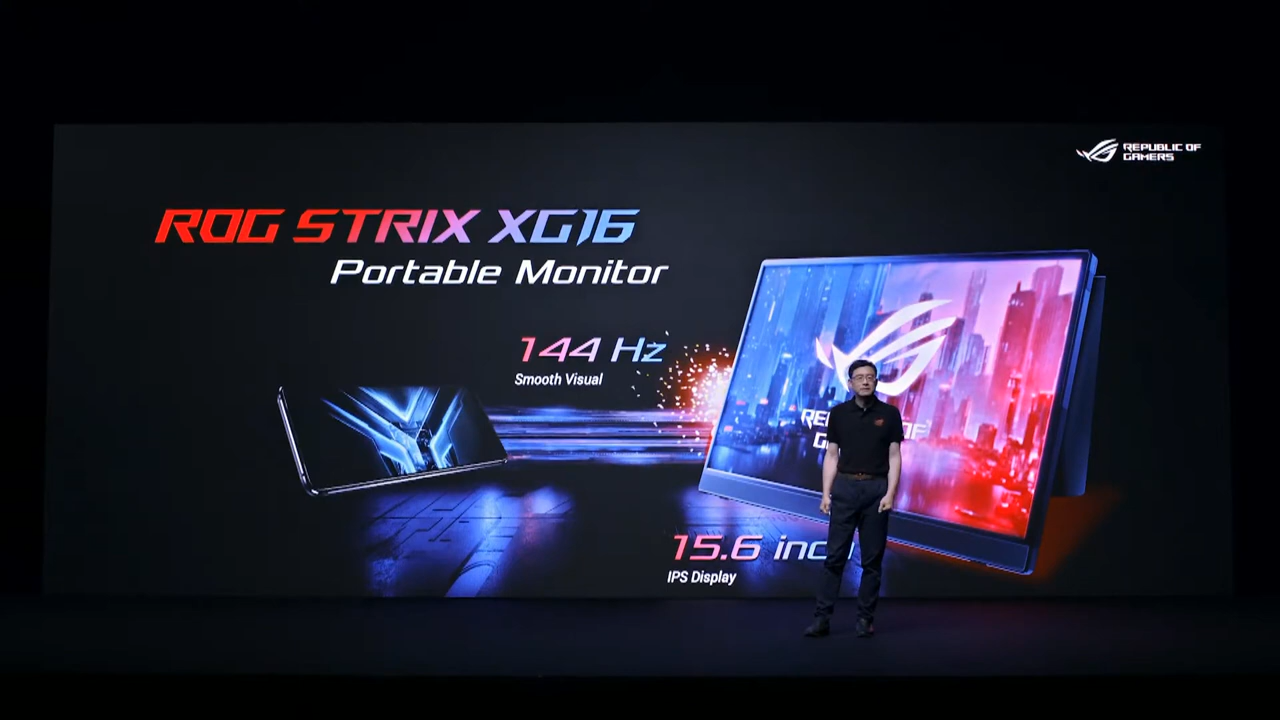 REPUBLIC OF
GAMERS
ROG STRIX XG16
Portable Monitor
144 Hz
Smooth Visual
15.6
IPS Display